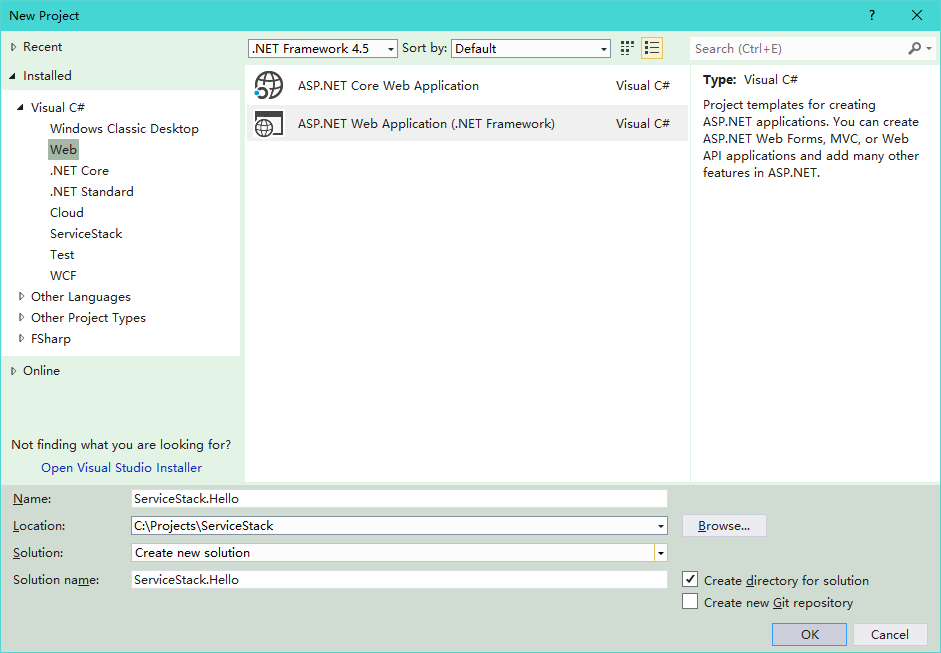 New Project
?
Recent
Installed
Visual C#
Windows Classic Desktop
Web
.NET Core
.NET Standard
Cloud
ServiceStack
Test
WCF
Other Languages
Other Project Types
FSharp
Online
Not finding what you are looking for?
Open Visual Studio Installer
.NET Framework 4.5 Sort by: Default
ASP.NET Core Web Application Visual C#
ASP.NET Web Application (.NET Framework) Visual C#
Search (Ctrl+E)
Type: Visual C#
Project templates for creating
ASP.NET applications. You can create
ASP.NET Web Forms, MVC, or Web
API applications and add many other
features in ASP.NET.
Name: ServiceStack.Hello
Location: C:\Projects\ServiceStack Browse...
Solution: Create new solution
Solution name: ServiceStack.Hello
Create directory for solution
Create new Git repository
OK Cancel